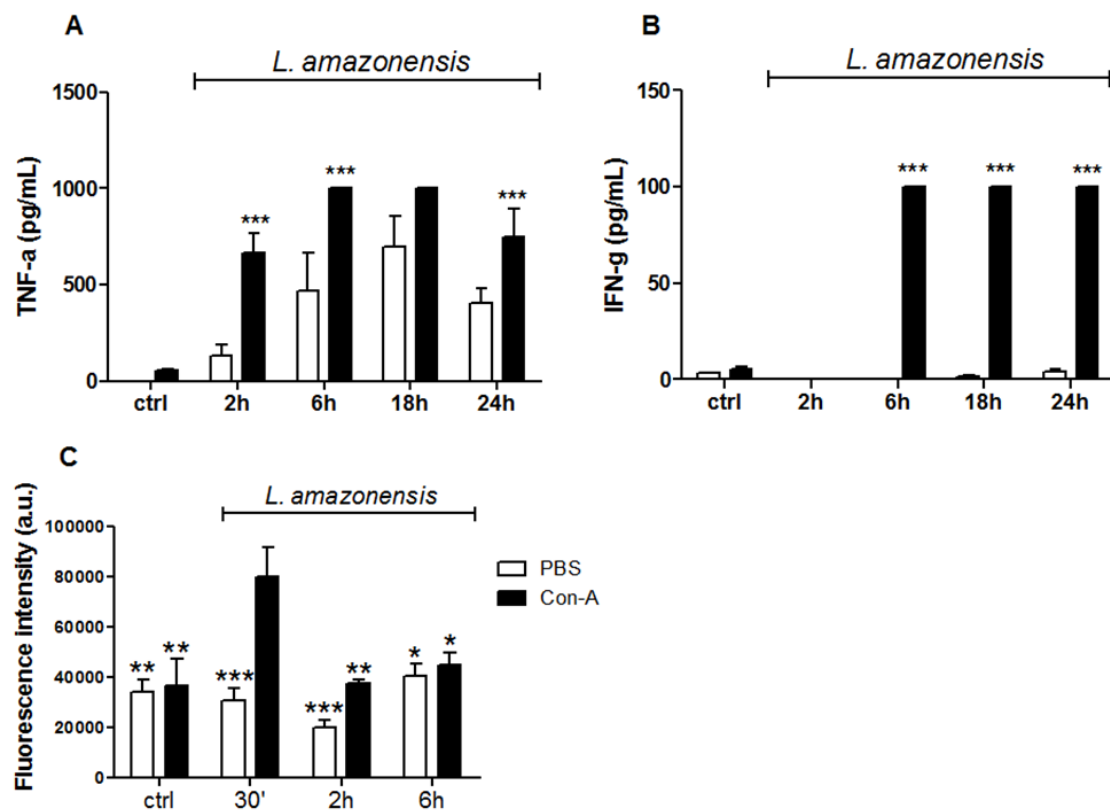 A
L. amazonensis
TNF-a (pg/mL)
1500
1000
500
0
***
***
***
ctrl 2h 6h 18h 24h
B
L. amazonensis
IFN-g (pg/mL)
150
100
50
0
*** *** ***
ctrl 2h 6h 18h 24h
C
L. amazonensis
Fluorescence intensity (a.u.)
100000
80000
60000
40000
20000
0
** ** *** *** ** * *
ctrl 30' 2h 6h
PBS
Con-A